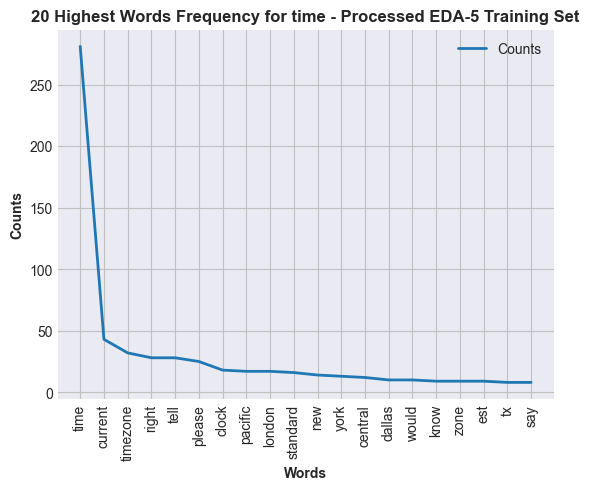 20 Highest Words Frequency for time - Processed EDA-5 Training Set
Counts
250
200
150
100
50
0
Counts
time
current
timezone
right
tell
please
clock
pacific
london
standard
new
york
central
dallas
would
know
zone
est
tx
say
Words